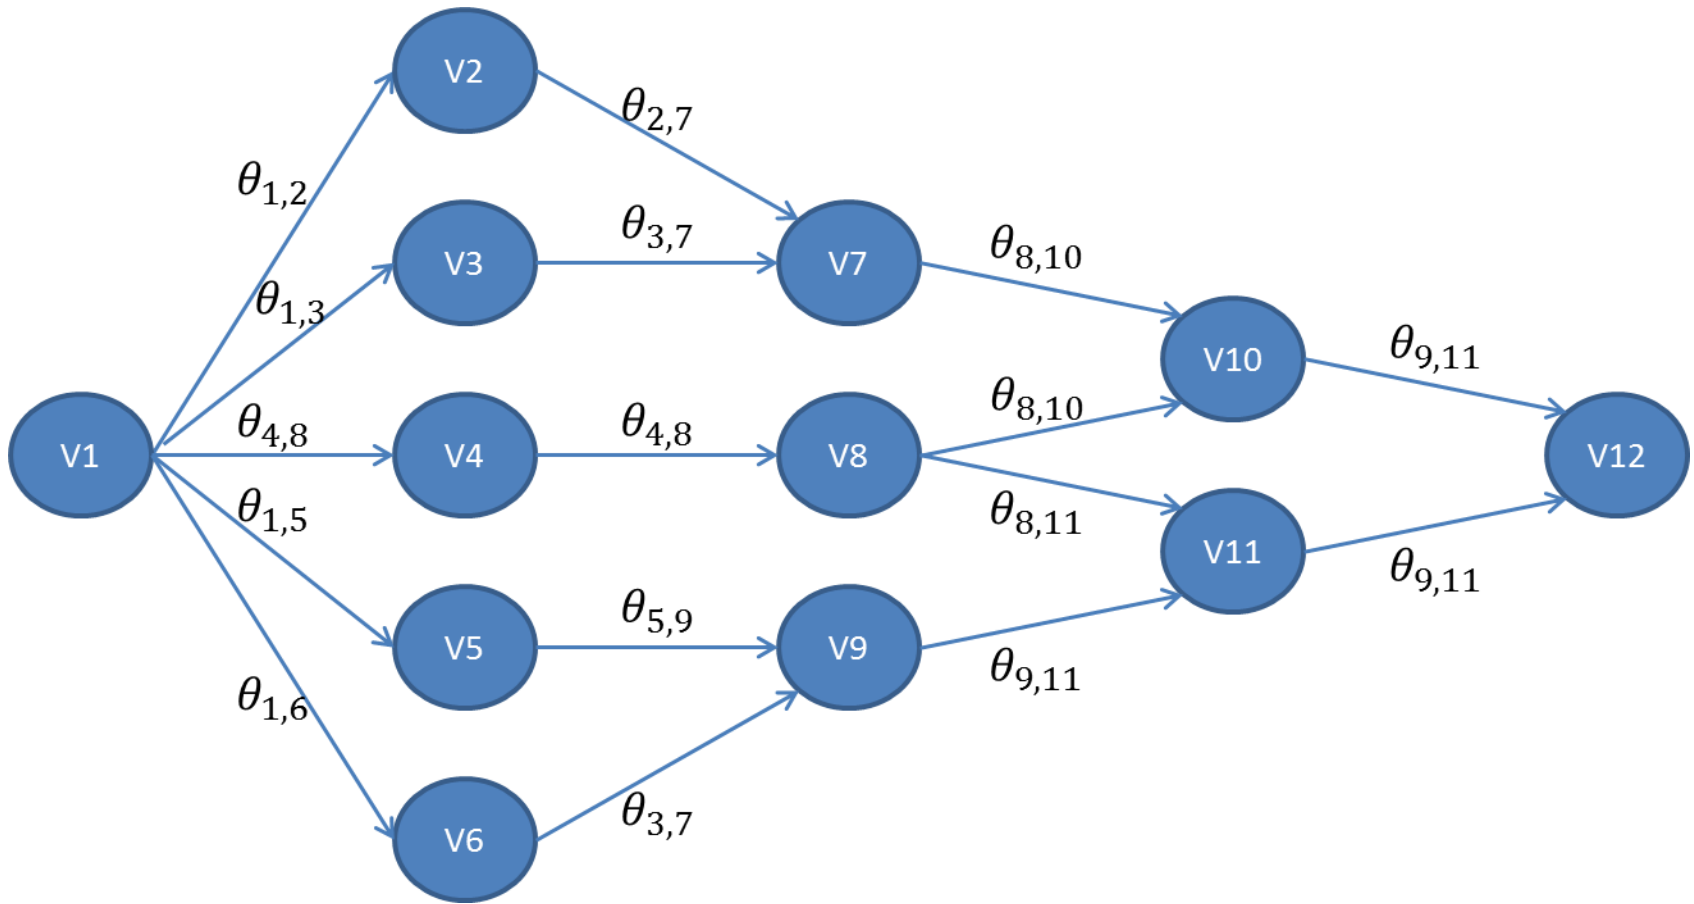 V2
θ2,7
θ1,2
V3
θ3,7
V7
θ8,10
θ1,3
V10
θ9,11
V1
θ4,8
V4
θ4,8
V8
θ8,10
V12
θ1,5
θ8,11
V11
θ9,11
V5
θ5,9
V9
θ9,11
θ1,6
V6
θ3,7